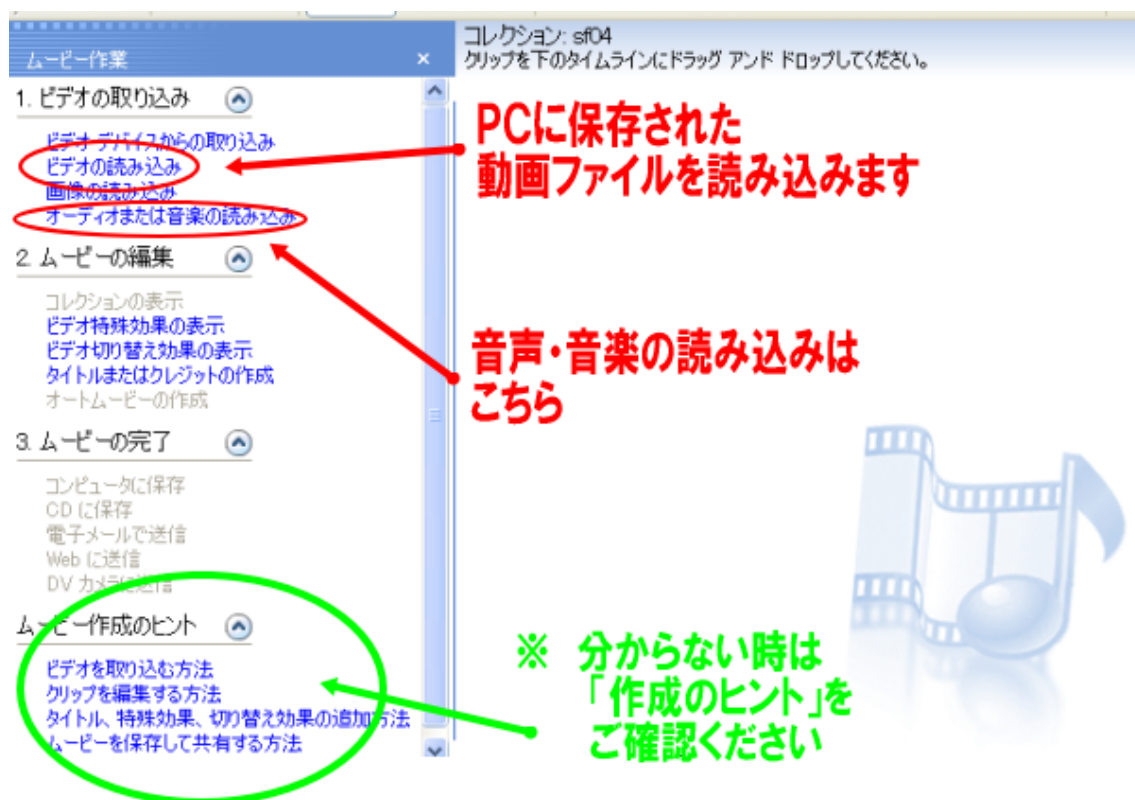 ムービー作業
×
コレクション: sf04
クリップを下のタイムラインにドラッグ アンド ドロップしてください。
1. ビデオの取り込み
ビデオ デバイスからの取り込み
ビデオの読み込み
画像の読み込み
オーディオまたは音楽の読み込み
PCに保存された
動画ファイルを読み込みます
2. ムービーの編集
コレクションの表示
ビデオ特殊効果の表示
ビデオ切り替え効果の表示
タイトルまたはクレジットの作成
オートムービーの作成
音声・音楽の読み込みは
こちら
3. ムービーの完了
コンピュータに保存
CD に保存
電子メールで送信
Web に送信
DV カメラに送信
ムービー作成のヒント
ビデオを取り込む方法
クリップを編集する方法
タイトル、特殊効果、切り替え効果の追加方法
ムービーを保存して共有する方法
※ 分からない時は
「作成のヒント」を
ご確認ください